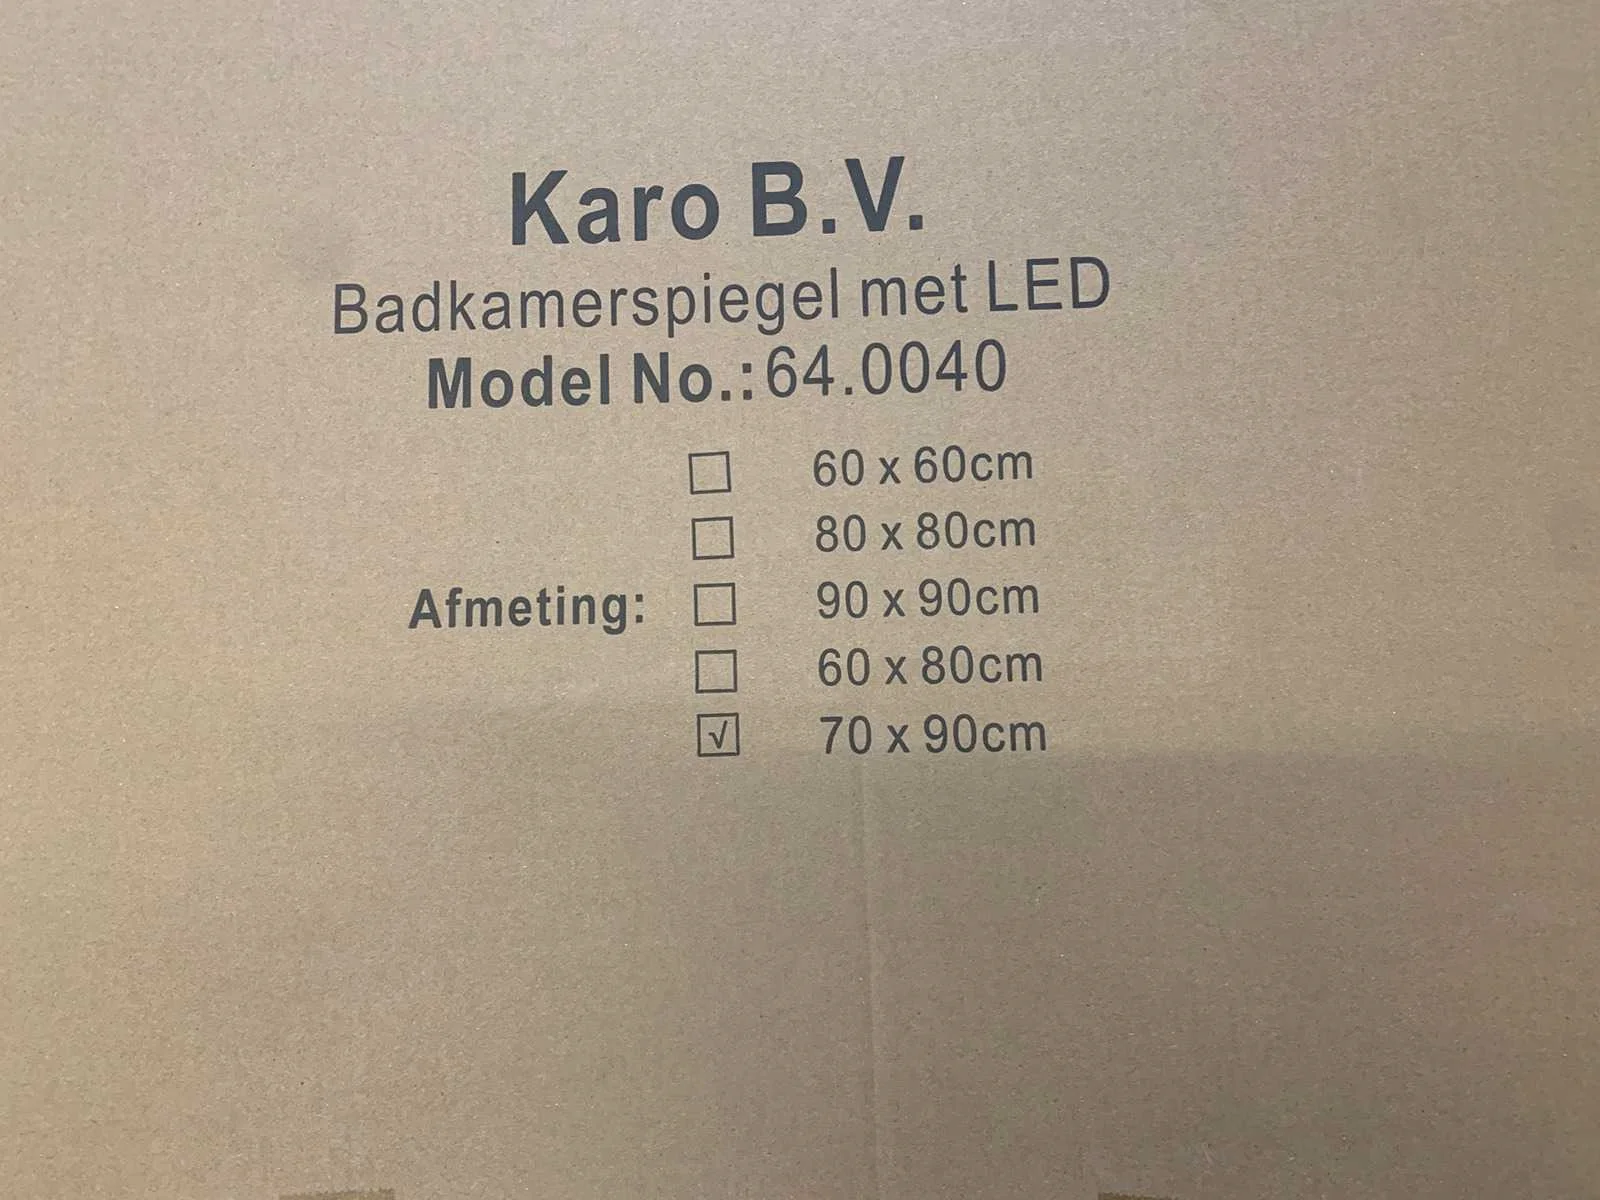 Karo B.V.
Badkamerspiegel met LED
Model No.:64.0040
☐ 60 x 60cm
☐ 80 x 80cm
Afmeting: ☐ 90 x 90cm
☐ 60 x 80cm
☑ 70 x 90cm